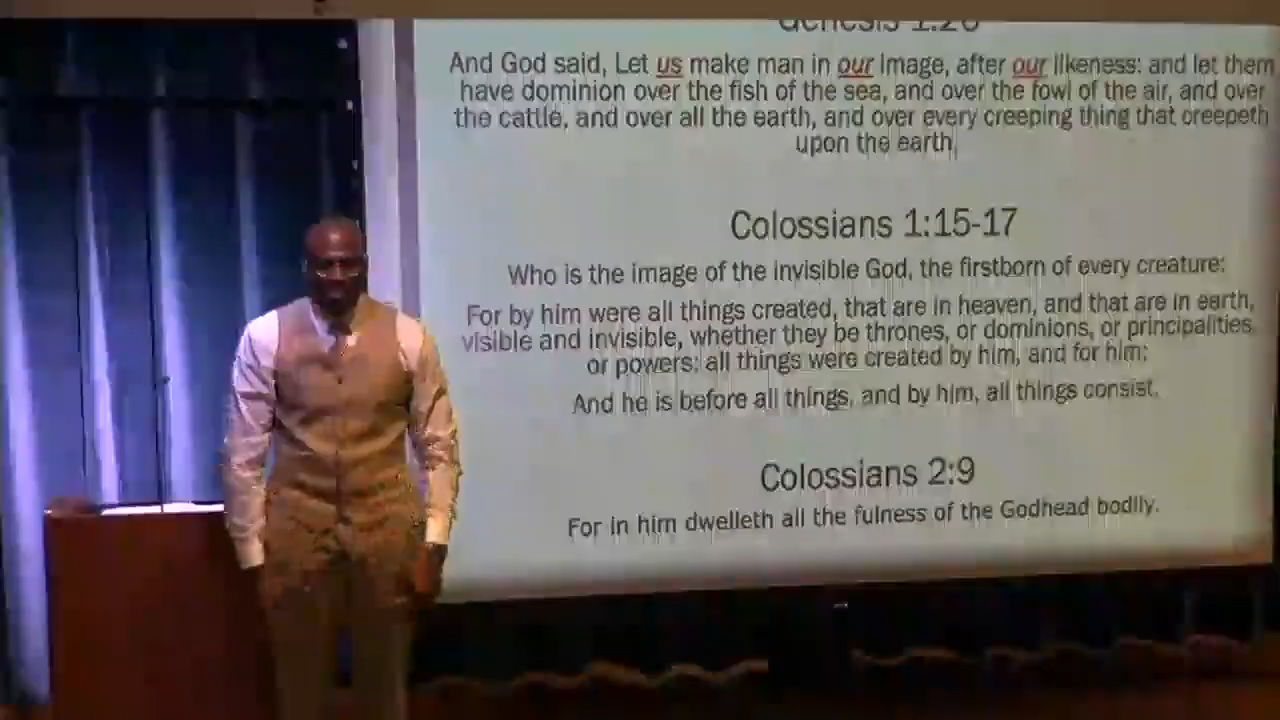 Genesis 1:26
And God said, Let us make man in our image, after our likeness: and let them
have dominion over the fish of the sea, and over the fowl of the air, and over
the cattle, and over all the earth, and over every creeping thing that creepeth
upon the earth.
Colossians 1:15-17
Who is the image of the invisible God, the firstborn of every creature:
For by him were all things created, that are in heaven, and that are in earth,
visible and invisible, whether they be thrones, or dominions, or principalities,
or powers: all things were created by him, and for him:
And he is before all things, and by him, all things consist.
Colossians 2:9
For in him dwelleth all the fulness of the Godhead bodily.